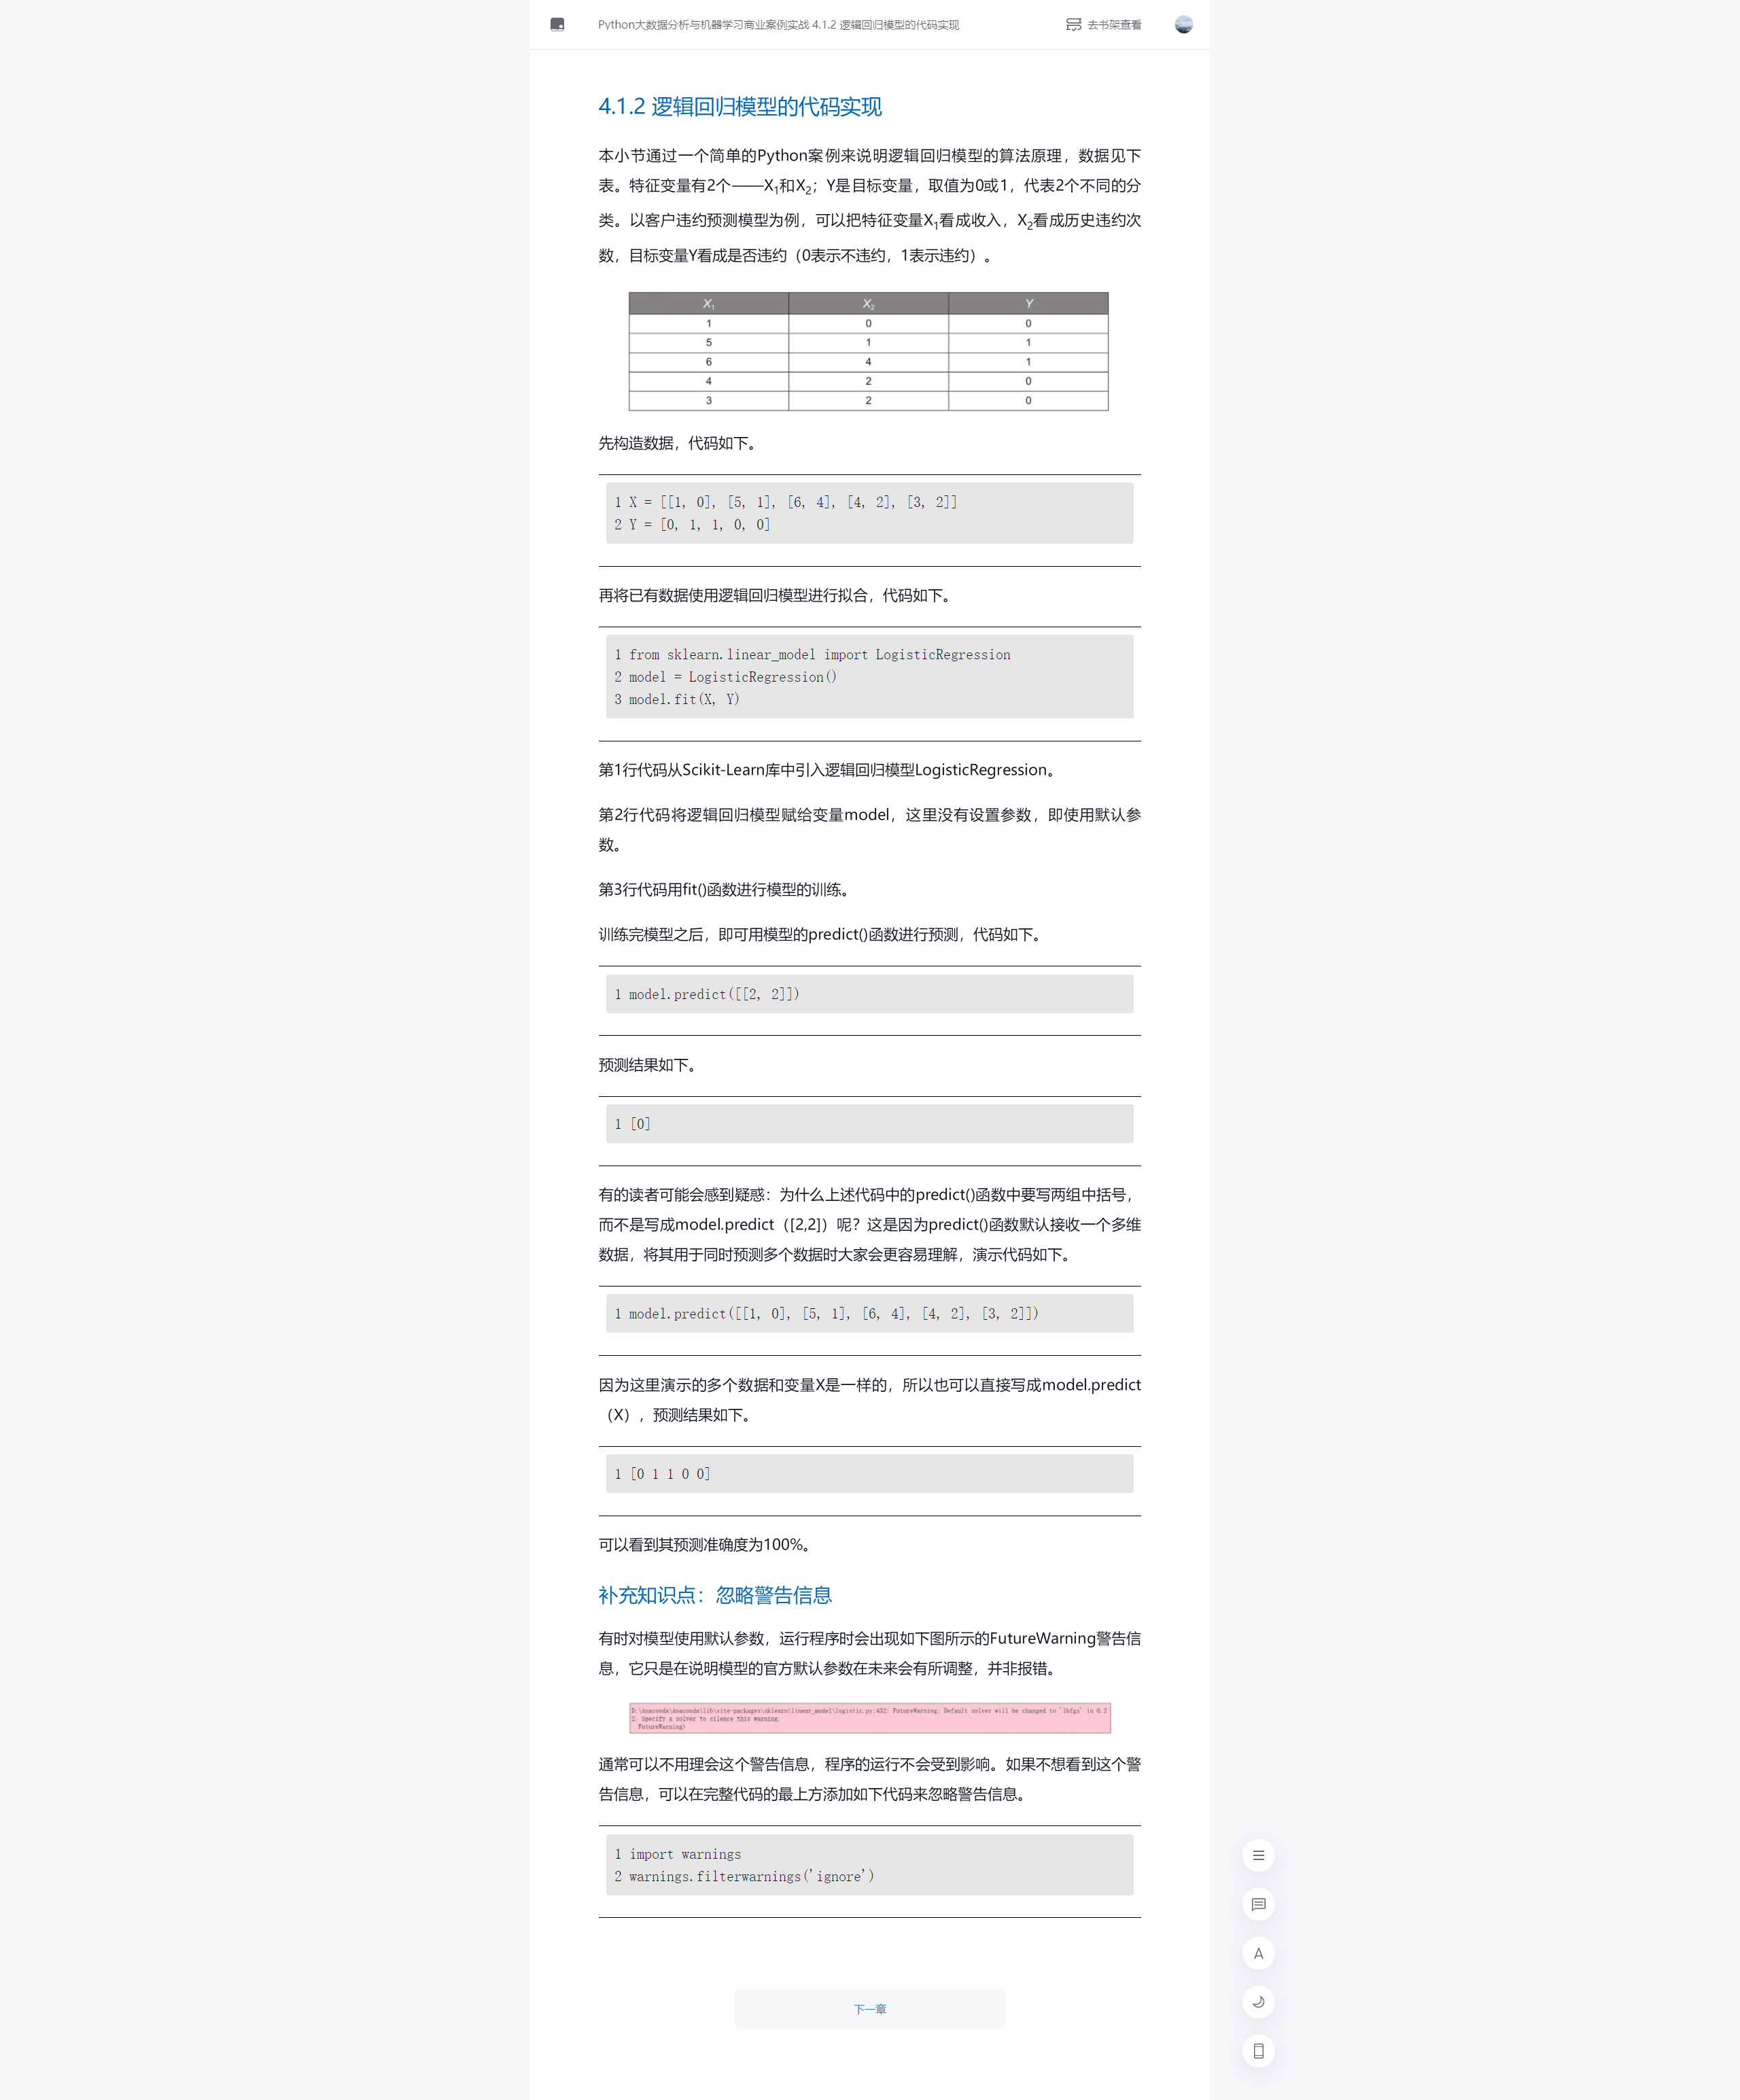 Python大数据分析与机器学习商业案例实战 4.1.2 逻辑回归模型的代码实现
去书架查看
4.1.2 逻辑回归模型的代码实现
本小节通过一个简单的Python案例来说明逻辑回归模型的算法原理，数据见下
表。特征变量有2个——X₁和X₂；Y是目标变量，取值为0或1，代表2个不同的分
类。以客户违约预测模型为例，可以把特征变量X₁看成收入，X₂看成历史违约次
数，目标变量Y看成是否违约（0表示不违约，1表示违约）。
X₁ X₂ Y
1 0 0
5 1 1
6 4 1
4 2 0
3 2 0
先构造数据，代码如下。
1 X = [[1, 0], [5, 1], [6, 4], [4, 2], [3, 2]]
2 Y = [0, 1, 1, 0, 0]
再将已有数据使用逻辑回归模型进行拟合，代码如下。
1 from sklearn.linear_model import LogisticRegression
2 model = LogisticRegression()
3 model.fit(X, Y)
第1行代码从Scikit-Learn库中引入逻辑回归模型LogisticRegression。
第2行代码将逻辑回归模型赋给变量model，这里没有设置参数，即使用默认参
数。
第3行代码用fit()函数进行模型的训练。
训练完模型之后，即可用模型的predict()函数进行预测，代码如下。
1 model.predict([[2, 2]])
预测结果如下。
1 [0]
有的读者可能会感到疑惑：为什么上述代码中的predict()函数中要写两组中括号，
而不是写成model.predict（[2,2]）呢？这是因为predict()函数默认接收一个多维
数据，将其用于同时预测多个数据时大家会更容易理解，演示代码如下。
1 model.predict([[1, 0], [5, 1], [6, 4], [4, 2], [3, 2]])
因为这里演示的多个数据和变量X是一样的，所以也可以直接写成model.predict
（X），预测结果如下。
1 [0 1 1 0 0]
可以看到其预测准确度为100%。
补充知识点：忽略警告信息
有时对模型使用默认参数，运行程序时会出现如下图所示的FutureWarning警告信
息，它只是在说明模型的官方默认参数在未来会有所调整，并非报错。
D:\Anaconda\Anaconda\lib\site-packages\sklearn\linear_model\logistic.py:432: FutureWarning: Default solver will be changed to 'lbfgs' in 0.2
2. Specify a solver to silence this warning.
FutureWarning)
通常可以不用理会这个警告信息，程序的运行不会受到影响。如果不想看到这个警
告信息，可以在完整代码的最上方添加如下代码来忽略警告信息。
1 import warnings
2 warnings.filterwarnings('ignore')
A
下一章